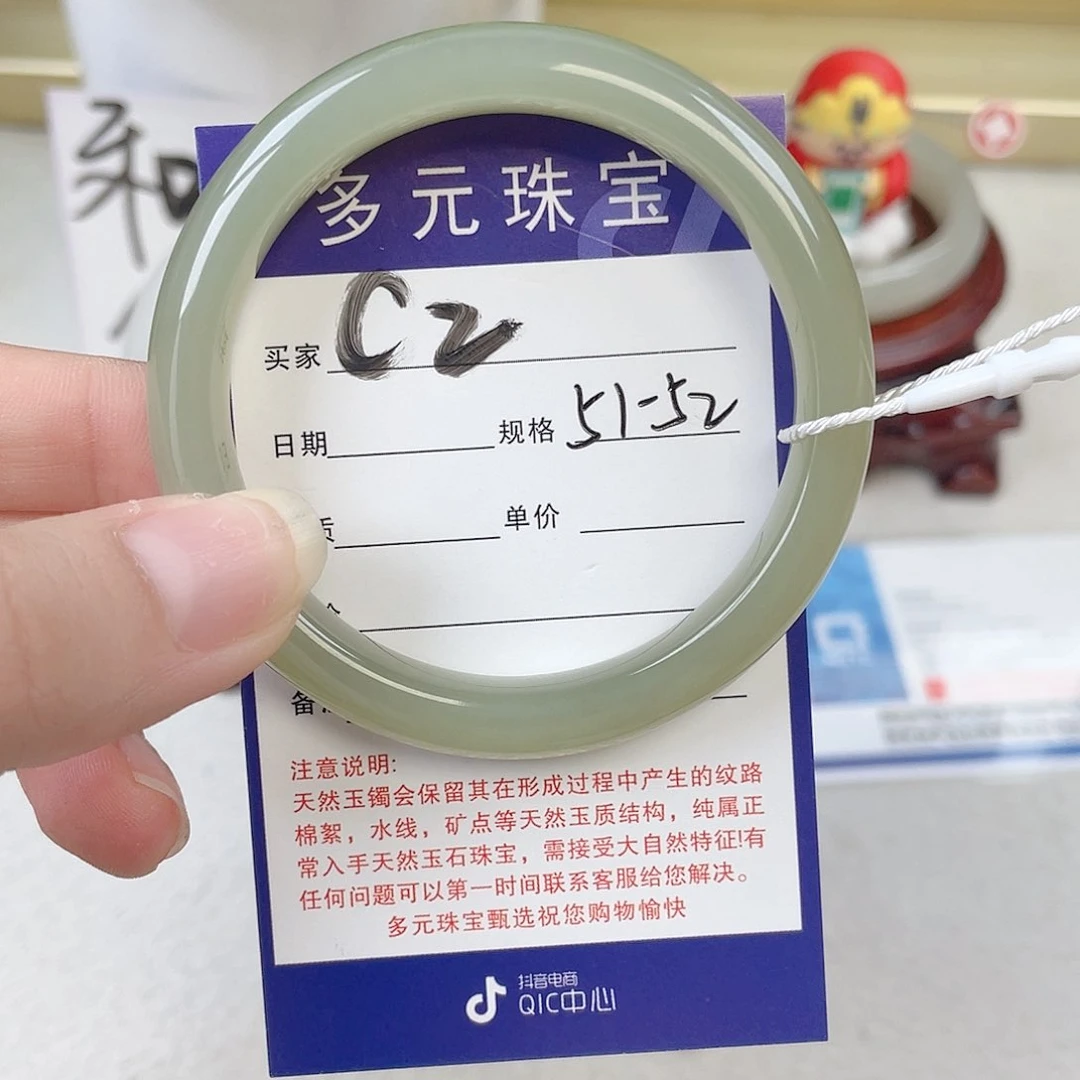 和
多元珠宝
买家 C2
日期 规格 51-52
单价
注意说明:
天然玉镯会保留其在形成过程中产生的纹路
棉絮，水线，矿点等天然玉质结构，纯属正
常入手天然玉石珠宝，需接受大自然特征!有
任何问题可以第一时间联系客服给您解决。
多元珠宝甄选祝您购物愉快
抖音电商
QIC中心